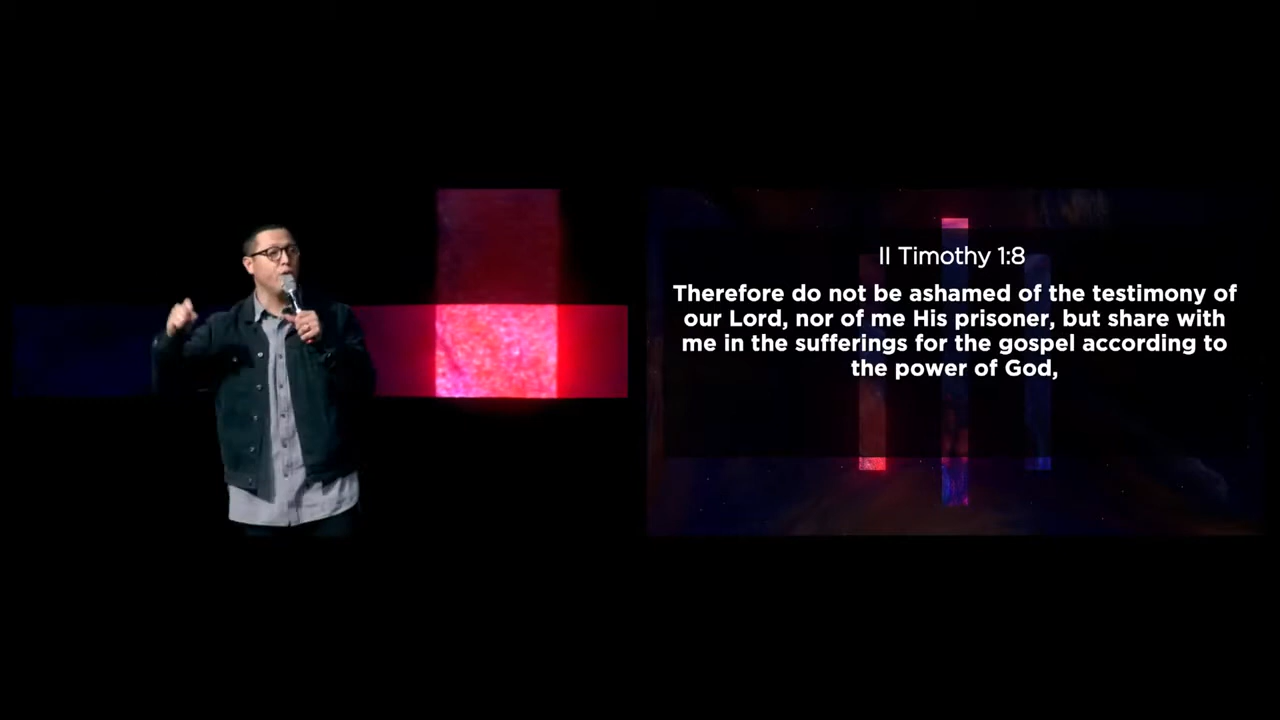 II Timothy 1:8
Therefore do not be ashamed of the testimony of
our Lord, nor of me His prisoner, but share with
me in the sufferings for the gospel according to
the power of God,